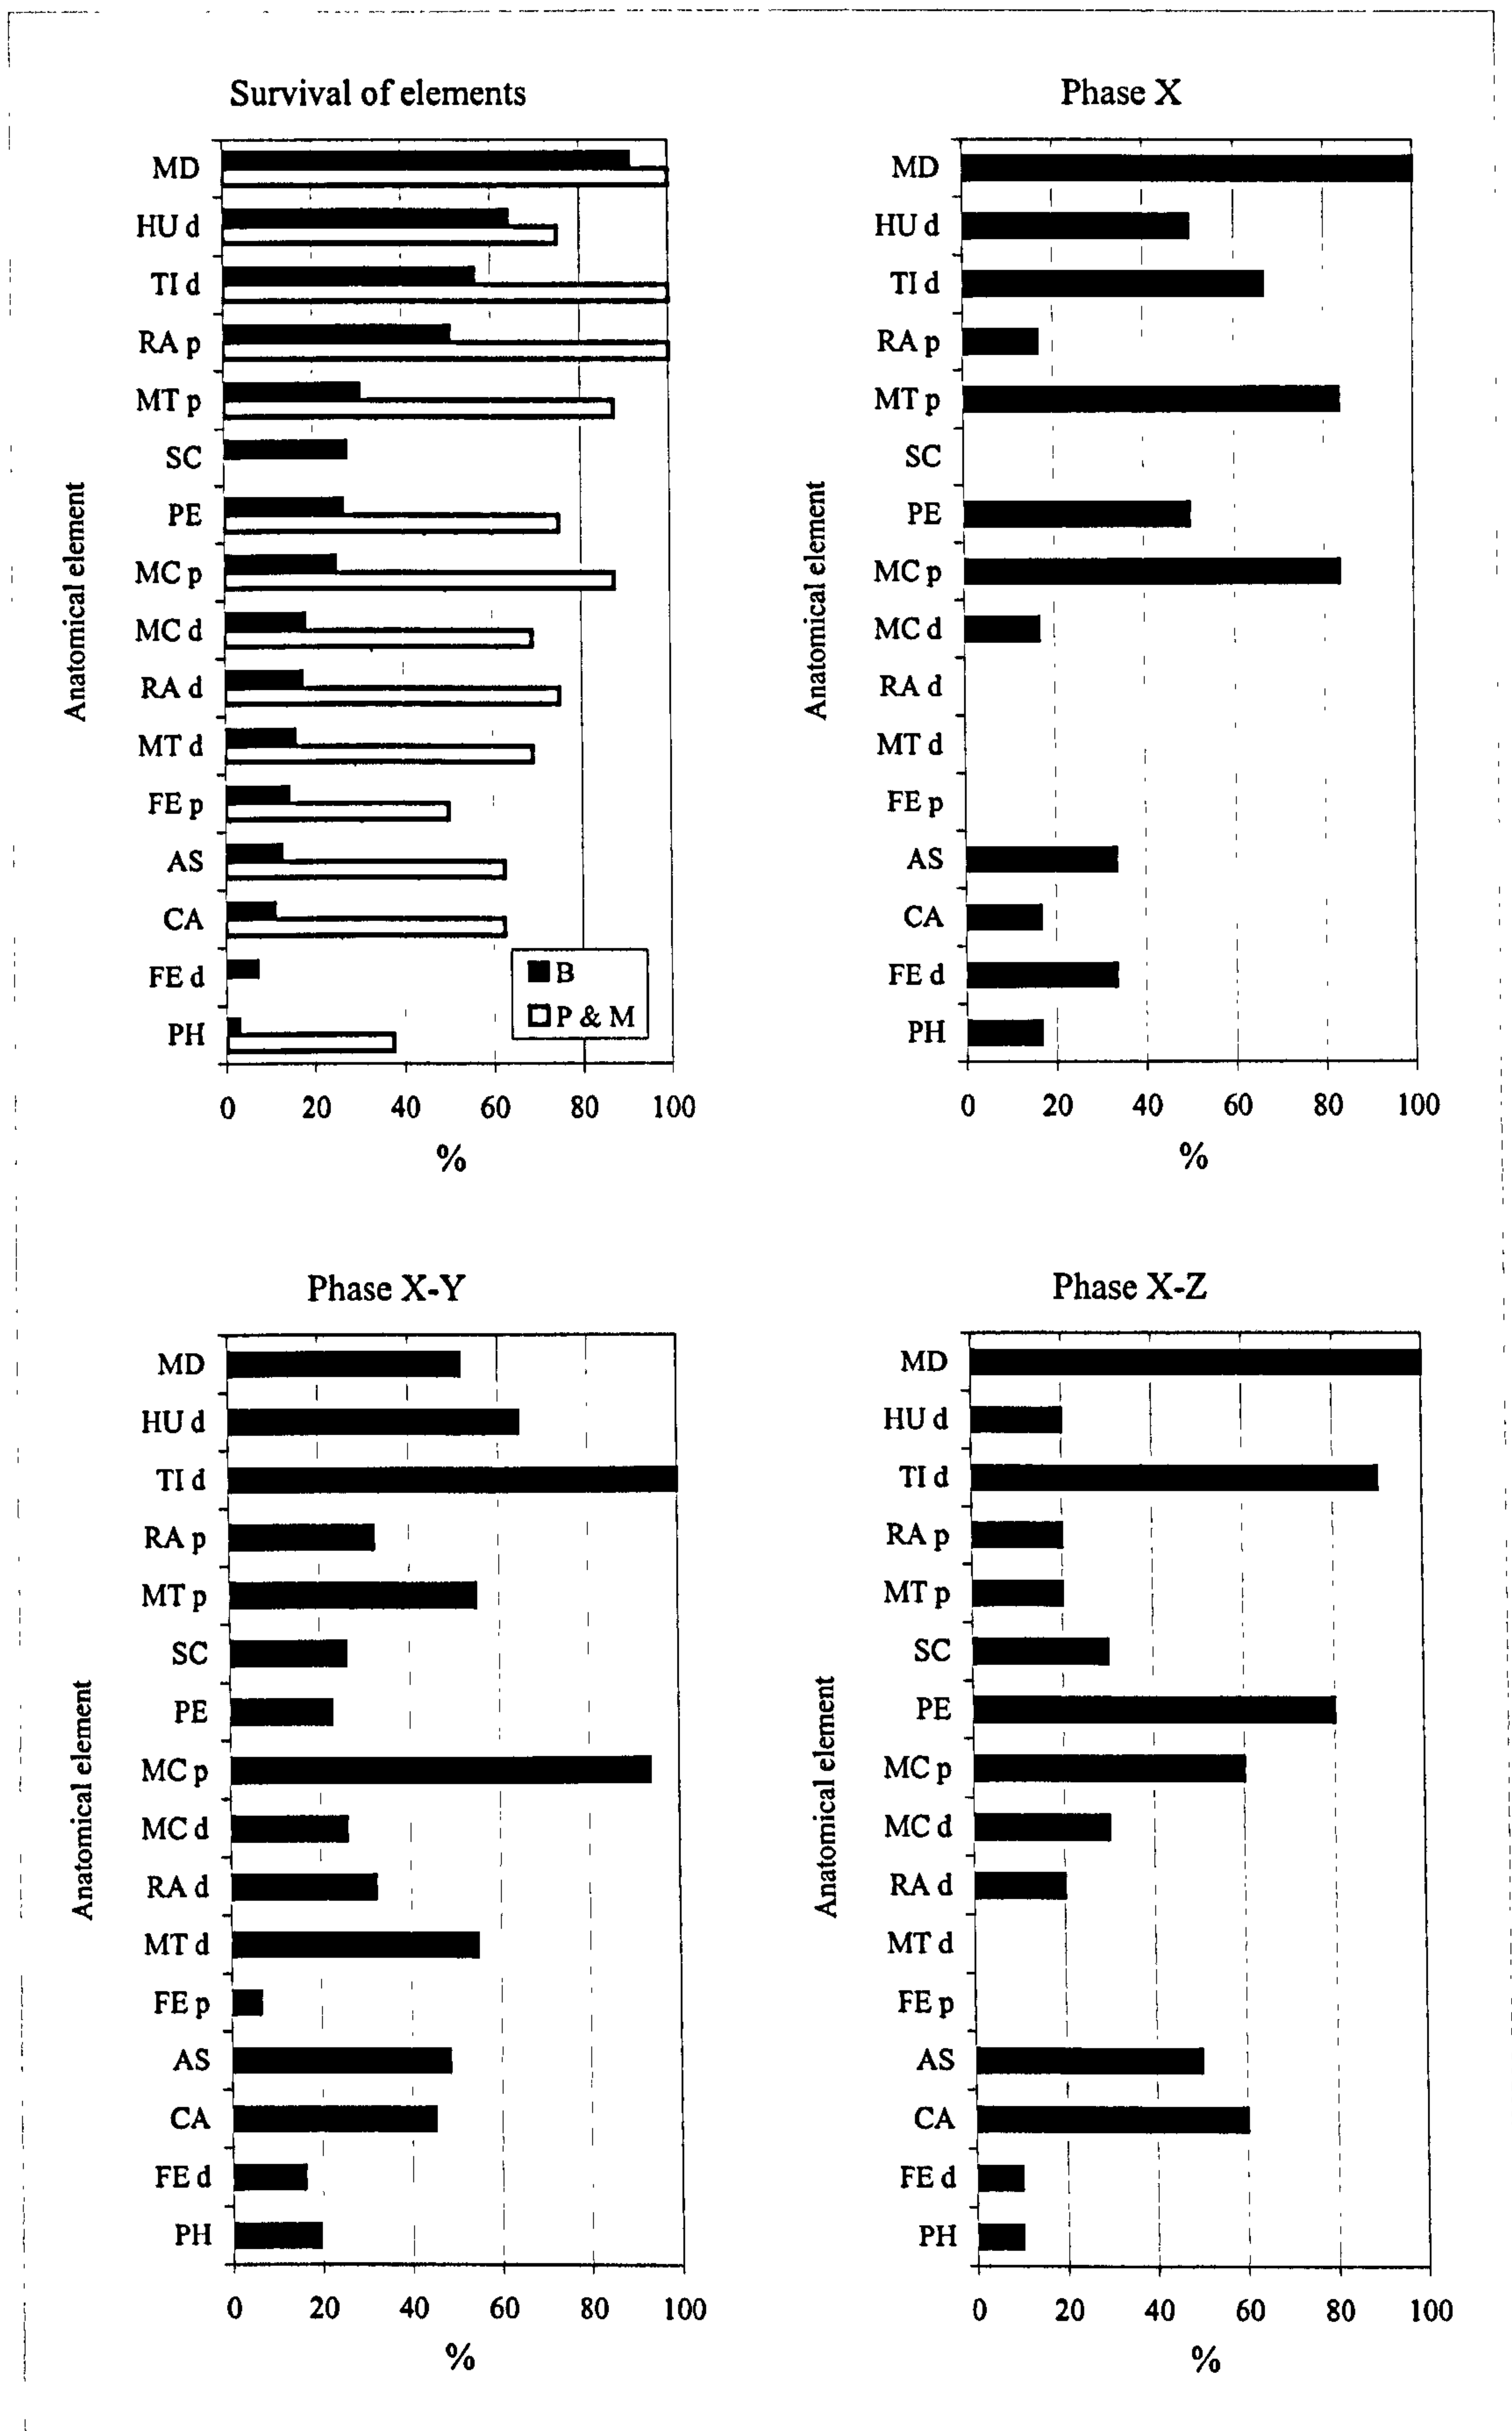 Survival of elements
Anatomical element
MD
HU d
TI d
RA p
MT p
SC
PE
MC p
MC d
RA d
MT d
FE p
AS
CA
FE d
PH
B
P & M
0 20 40 60 80 100
%
Phase X
Anatomical element
MD
HU d
TI d
RA p
MT p
SC
PE
MC p
MC d
RA d
MT d
FE p
AS
CA
FE d
PH
0 20 40 60 80 100
%
Phase X-Y
Anatomical element
MD
HU d
TI d
RA p
MT p
SC
PE
MC p
MC d
RA d
MT d
FE p
AS
CA
FE d
PH
0 20 40 60 80 100
%
Phase X-Z
Anatomical element
MD
HU d
TI d
RA p
MT p
SC
PE
MC p
MC d
RA d
MT d
FE p
AS
CA
FE d
PH
0 20 40 60 80 100
%